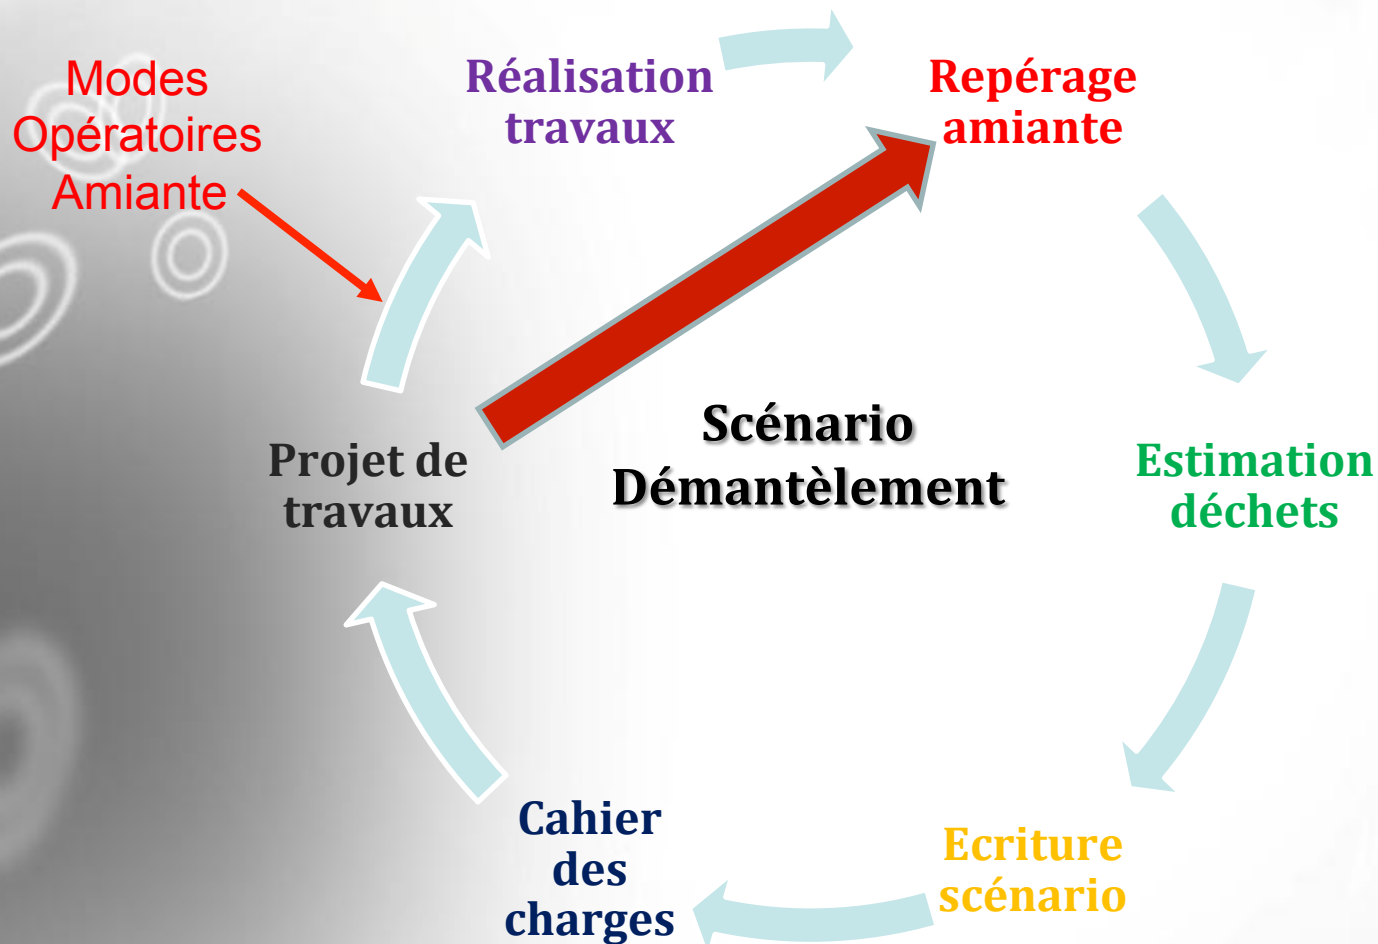 Modes
Opératoires
Amiante
Réalisation
travaux
Repérage
amiante
Scénario
Démantèlement
Projet de
travaux
Estimation
déchets
Cahier
des
charges
Ecriture
scénario